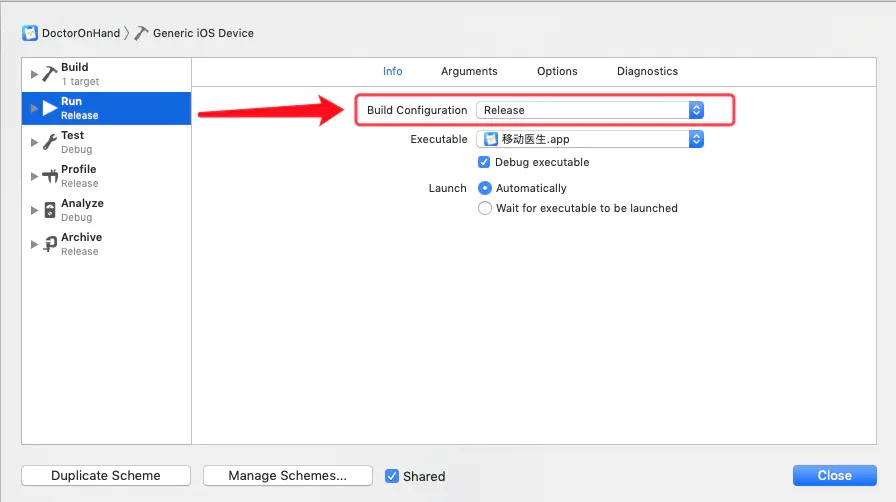 DoctorOnHand 〉 Generic iOS Device
Build
1 target
Run
Release
Test
Debug
Profile
Release
Analyze
Debug
Archive
Release
Info Arguments Options Diagnostics
Build Configuration Release
Executable 移动医生.app
Debug executable
Launch Automatically
Wait for executable to be launched
Duplicate Scheme Manage Schemes... Shared Close